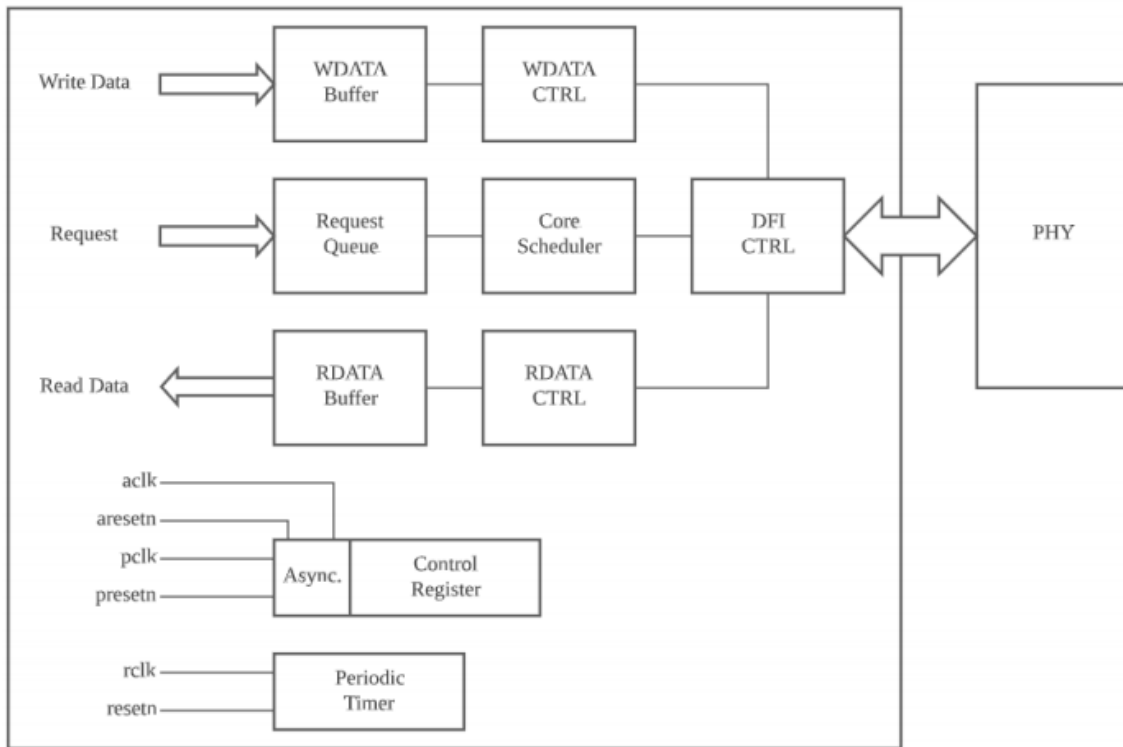 Write Data
WDATA
Buffer
WDATA
CTRL
Request
Request
Queue
Core
Scheduler
DFI
CTRL
PHY
Read Data
RDATA
Buffer
RDATA
CTRL
aclk
aresetn
pclk
presetn
Async.
Control
Register
rclk
resetn
Periodic
Timer